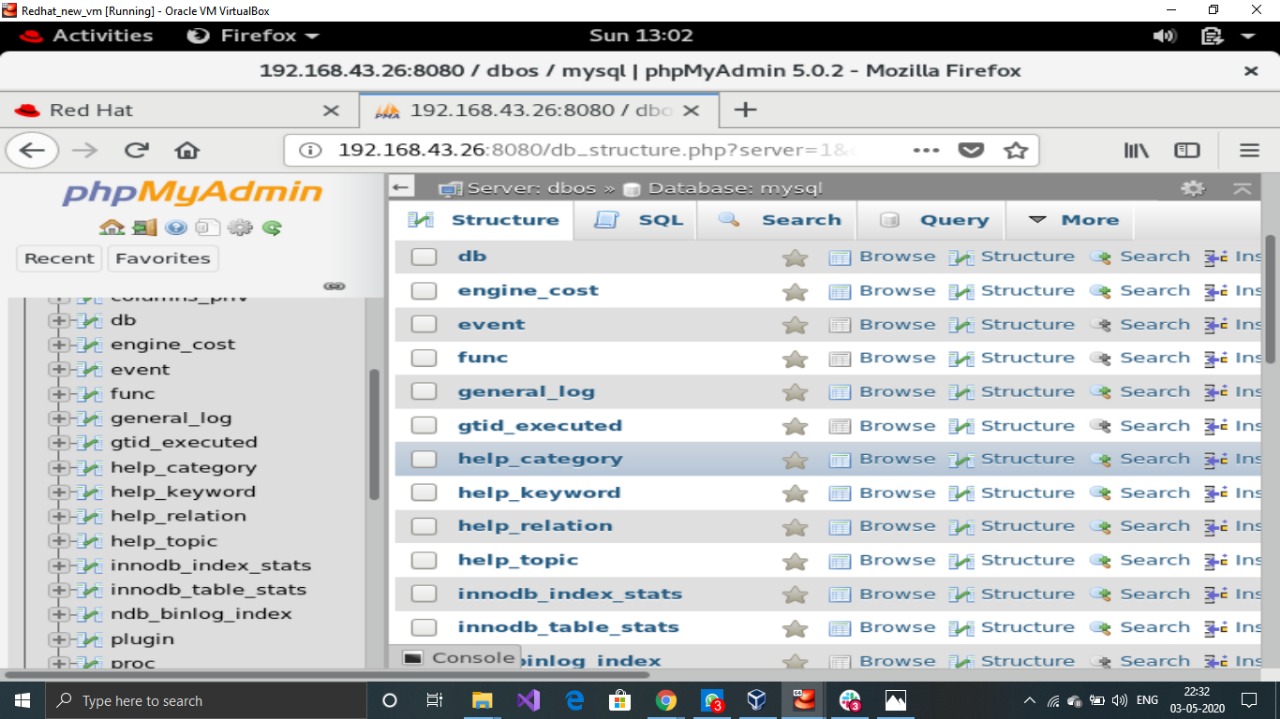 Redhat_new_vm [Running] - Oracle VM VirtualBox
Activities Firefox Sun 13:02
192.168.43.26:8080 / dbos / mysql | phpMyAdmin 5.0.2 - Mozilla Firefox
Red Hat 192.168.43.26:8080 / dbo
192.168.43.26:8080/db_structure.php?server=1&
phpMyAdmin
Recent Favorites
columns_priv
db
engine_cost
event
func
general_log
gtid_executed
help_category
help_keyword
help_relation
help_topic
innodb_index_stats
innodb_table_stats
ndb_binlog_index
plugin
proc
Server: dbos » Database: mysql
Structure SQL Search Query More
db Browse Structure Search Ins
engine_cost Browse Structure Search Ins
event Browse Structure Search Ins
func Browse Structure Search Ins
general_log Browse Structure Search Ins
gtid_executed Browse Structure Search Ins
help_category Browse Structure Search Ins
help_keyword Browse Structure Search Ins
help_relation Browse Structure Search Ins
help_topic Browse Structure Search Ins
innodb_index_stats Browse Structure Search Ins
innodb_table_stats Browse Structure Search Ins
binlog_index Browse Structure Search Ins
Console
Type here to search
3
3
ENG
22:32
03-05-2020